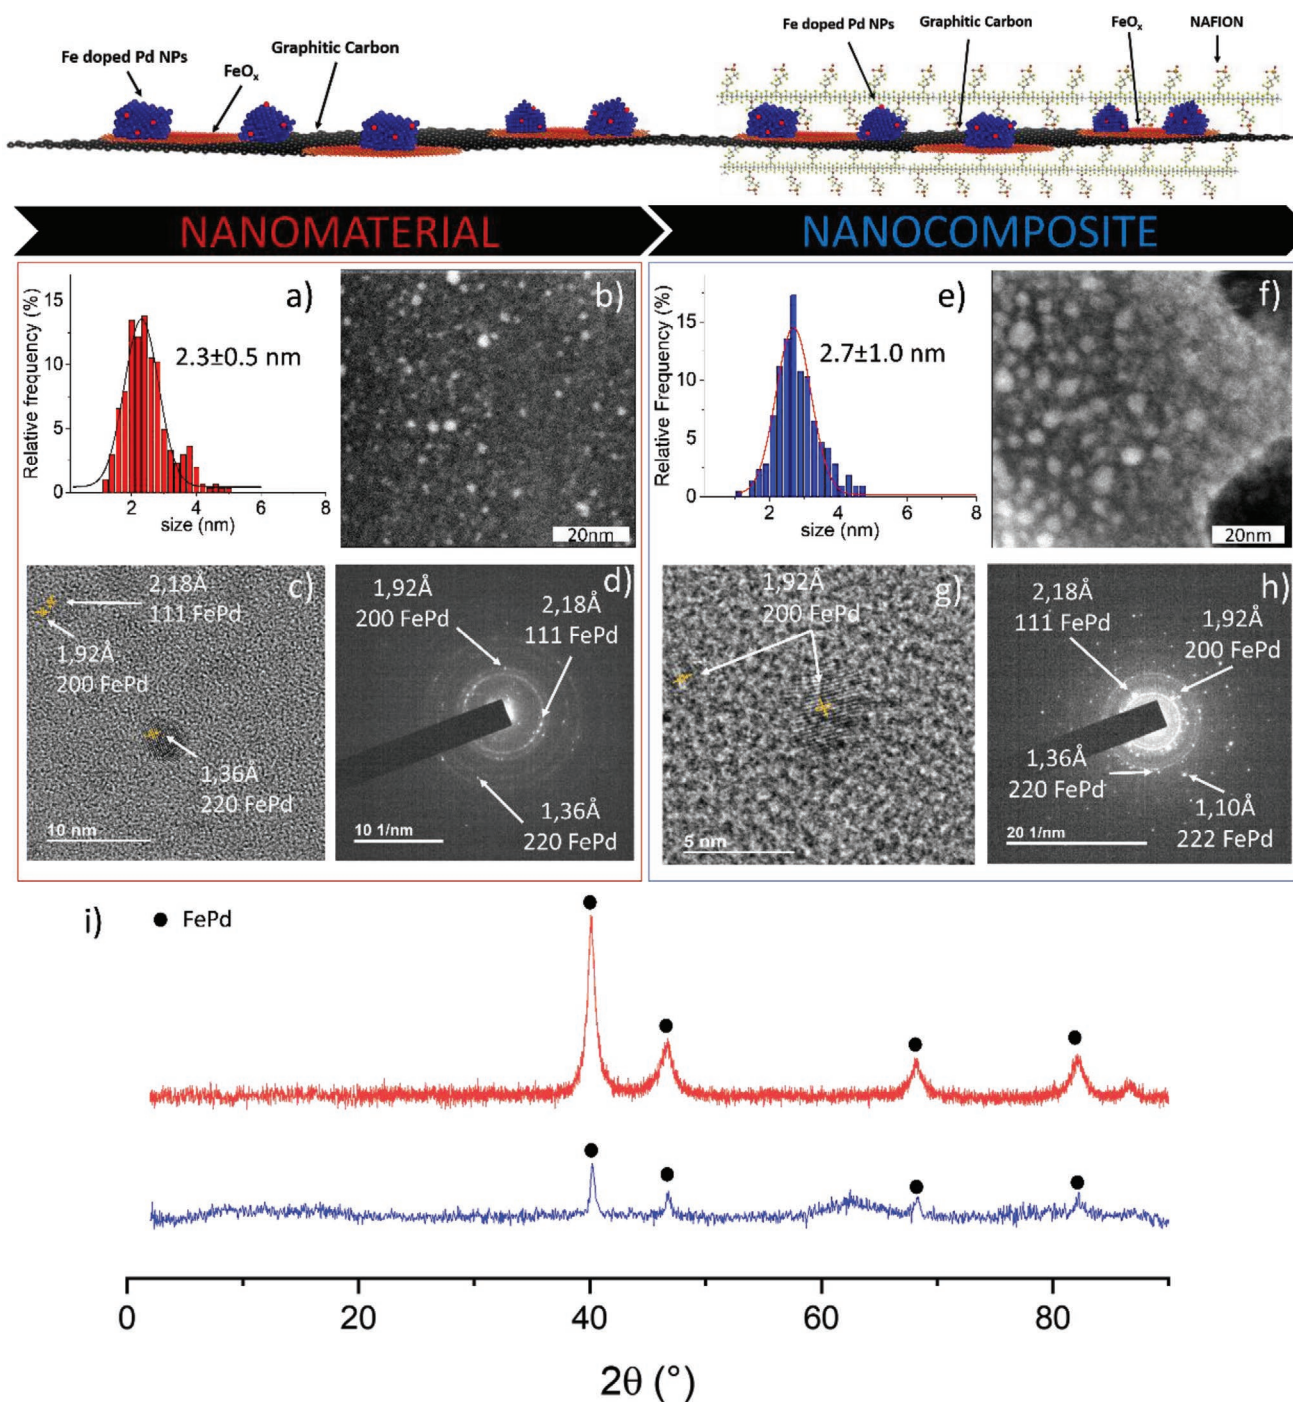 Fe doped Pd NPs
FeOₓ
Graphitic Carbon
Fe doped Pd NPs
Graphitic Carbon
FeOₓ
NAFION
NANOMATERIAL
NANOCOMPOSITE
a)
Relative frequency (%)
15
10
5
0
2.3±0.5 nm
2
4
6
8
size (nm)
b)
20nm
c)
2,18Å
111 FePd
1,92Å
200 FePd
1,36Å
220 FePd
10 nm
d)
1,92Å
200 FePd
2,18Å
111 FePd
1,36Å
220 FePd
10 1/nm
e)
Relative Frequency (%)
15
10
5
0
2.7±1.0 nm
2
4
6
8
size (nm)
f)
20nm
g)
1,92Å
200 FePd
5 nm
h)
2,18Å
111 FePd
1,92Å
200 FePd
1,36Å
220 FePd
1,10Å
222 FePd
20 1/nm
i)
FePd
0
20
40
60
80
2θ (°)